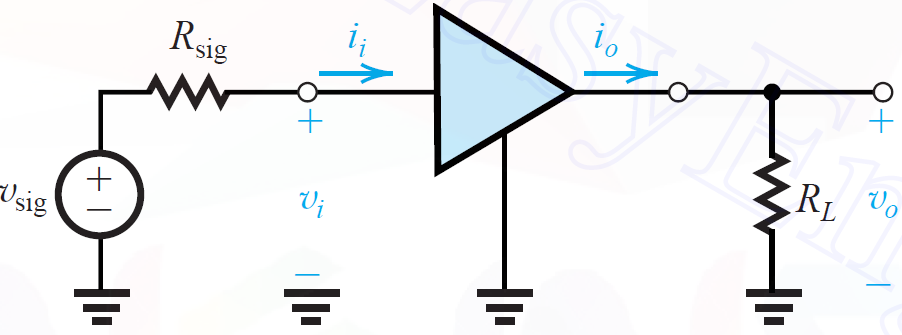 R_sig
i_i
i_o
+
+
+
−
v_sig
v_i
R_L
v_o
−
−